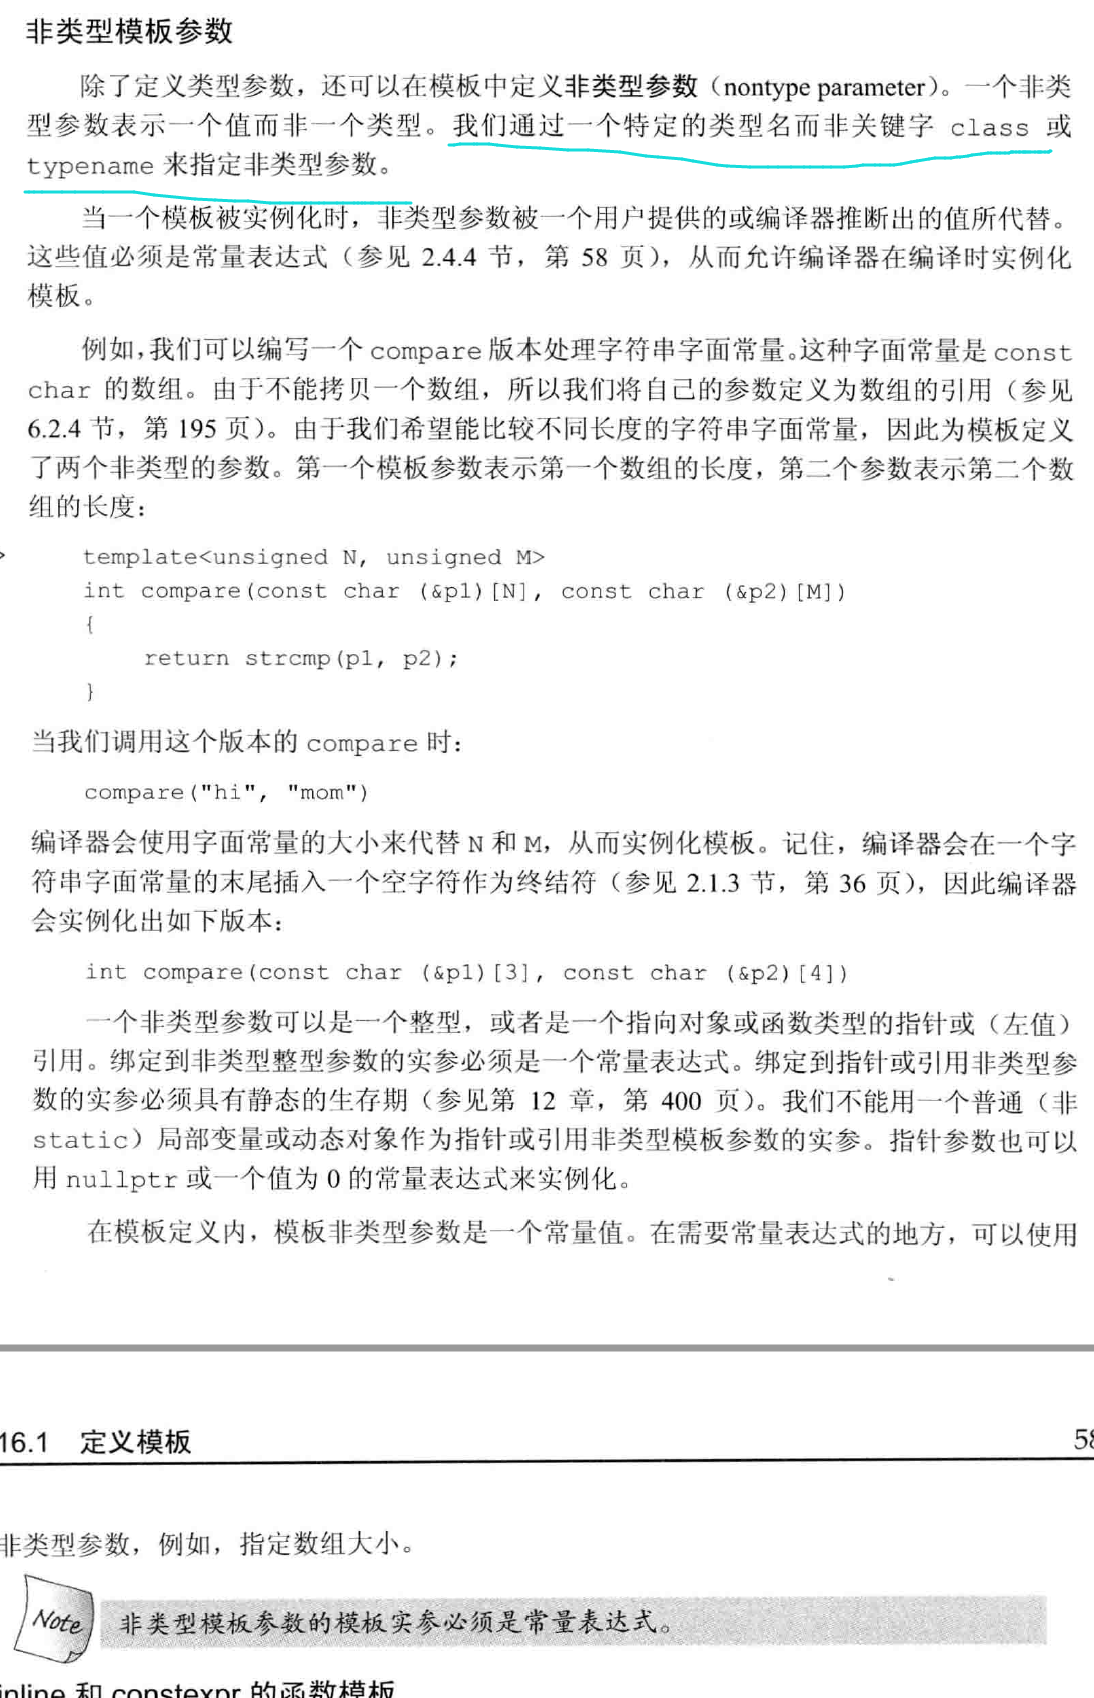 非类型模板参数
除了定义类型参数，还可以在模板中定义非类型参数（nontype parameter）。一个非类
型参数表示一个值而非一个类型。我们通过一个特定的类型名而非关键字 class 或
typename 来指定非类型参数。
当一个模板被实例化时，非类型参数被一个用户提供的或编译器推断出的值所代替。
这些值必须是常量表达式（参见 2.4.4 节，第 58 页），从而允许编译器在编译时实例化
模板。
例如，我们可以编写一个 compare 版本处理字符串字面常量。这种字面常量是 const
char 的数组。由于不能拷贝一个数组，所以我们将自己的参数定义为数组的引用（参见
6.2.4 节，第 195 页）。由于我们希望能比较不同长度的字符串字面常量，因此为模板定义
了两个非类型的参数。第一个模板参数表示第一个数组的长度，第二个参数表示第二个数
组的长度：
template<unsigned N, unsigned M>
int compare(const char (&p1)[N], const char (&p2)[M])
{
return strcmp(p1, p2);
}
当我们调用这个版本的 compare 时：
compare("hi", "mom")
编译器会使用字面常量的大小来代替 N 和 M，从而实例化模板。记住，编译器会在一个字
符串字面常量的末尾插入一个空字符作为终结符（参见 2.1.3 节，第 36 页），因此编译器
会实例化出如下版本：
int compare(const char (&p1)[3], const char (&p2)[4])
一个非类型参数可以是一个整型，或者是一个指向对象或函数类型的指针或（左值）
引用。绑定到非类型整型参数的实参必须是一个常量表达式。绑定到指针或引用非类型参
数的实参必须具有静态的生存期（参见第 12 章，第 400 页）。我们不能用一个普通（非
static）局部变量或动态对象作为指针或引用非类型模板参数的实参。指针参数也可以
用 nullptr 或一个值为 0 的常量表达式来实例化。
在模板定义内，模板非类型参数是一个常量值。在需要常量表达式的地方，可以使用
16.1 定义模板
非类型参数，例如，指定数组大小。
Note 非类型模板参数的模板实参必须是常量表达式。
inline 和 constexpr 的函数模板